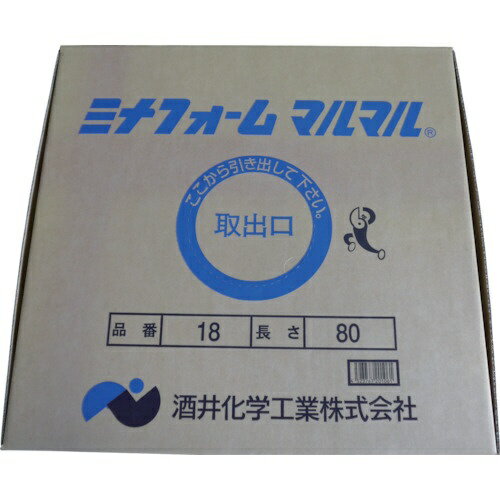 ミナフォーム マルマル®
ここから引き出して下さい。
取出口
品番 18 長さ 80
酒井化学工業株式会社